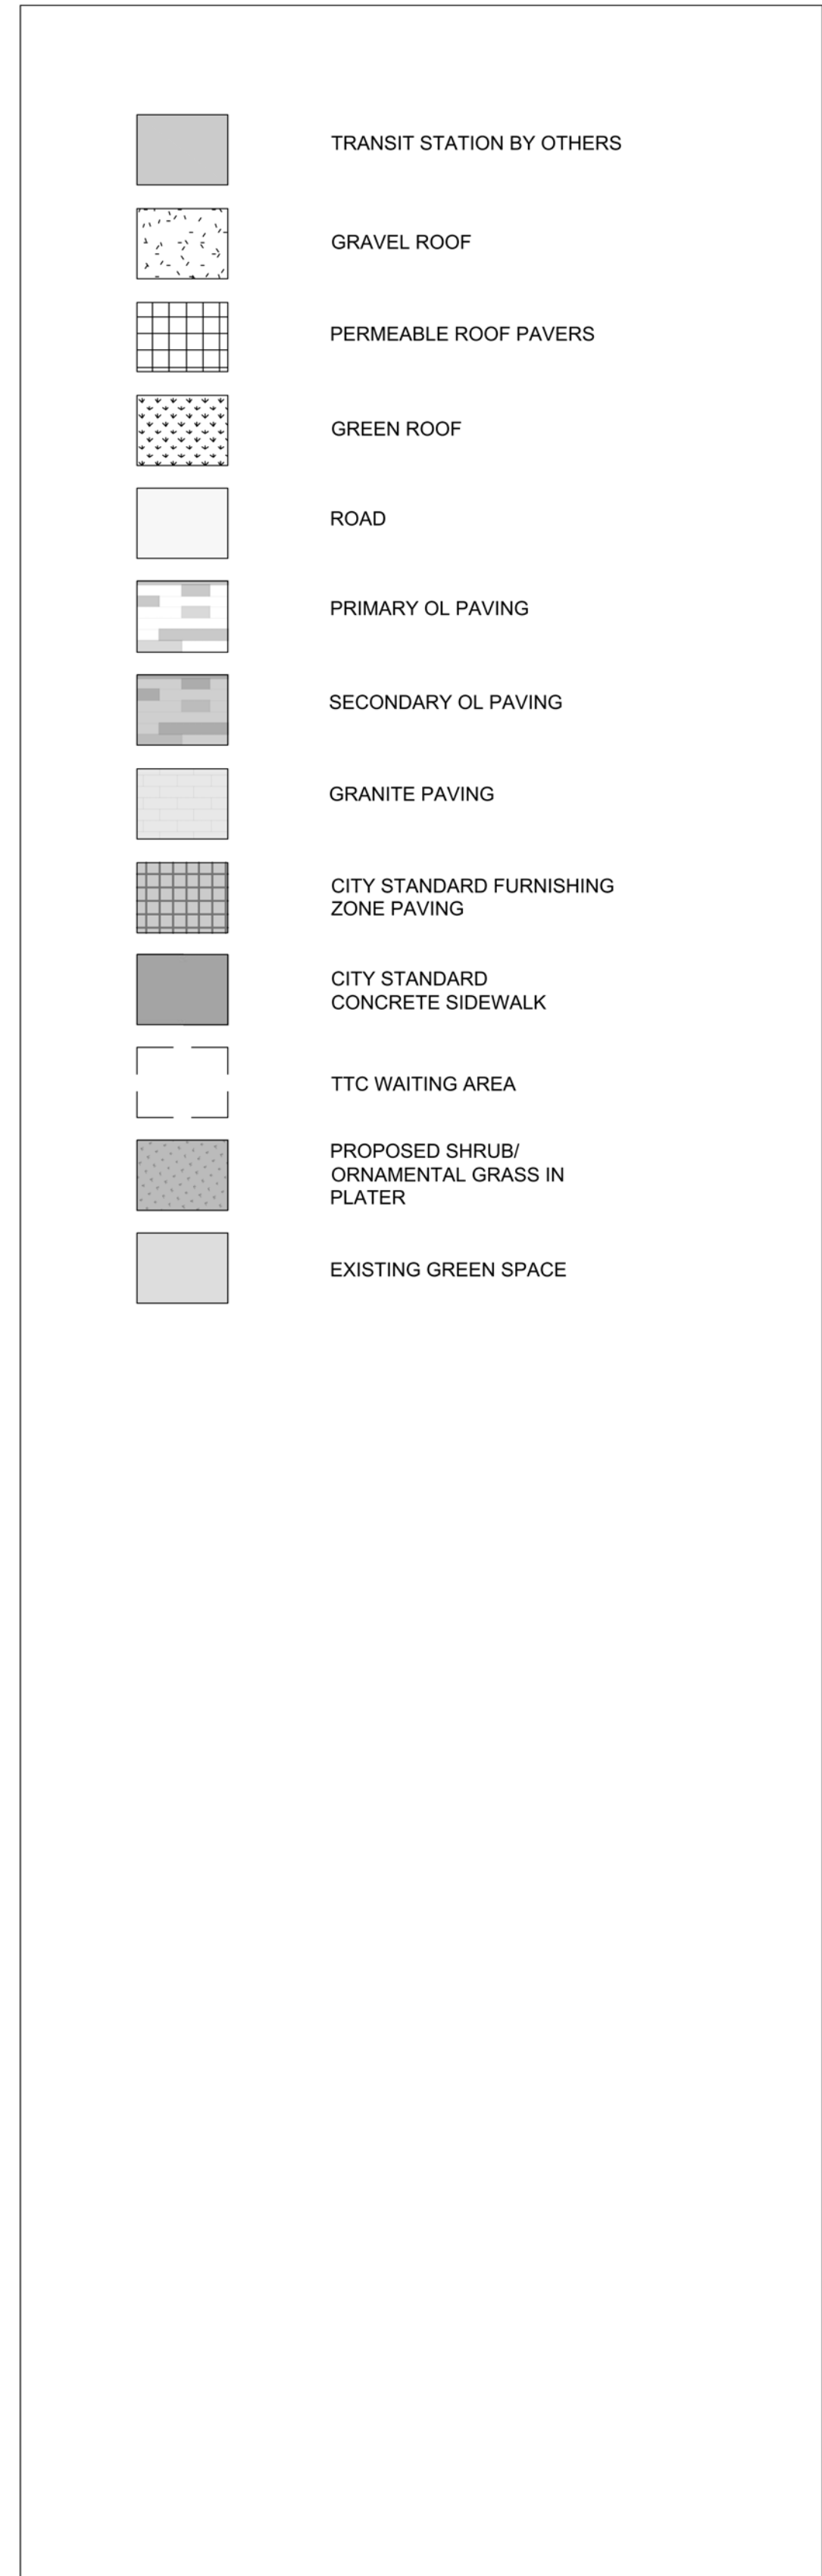 TRANSIT STATION BY OTHERS
GRAVEL ROOF
PERMEABLE ROOF PAVERS
GREEN ROOF
ROAD
PRIMARY OL PAVING
SECONDARY OL PAVING
GRANITE PAVING
CITY STANDARD FURNISHING
ZONE PAVING
CITY STANDARD
CONCRETE SIDEWALK
TTC WAITING AREA
PROPOSED SHRUB/
ORNAMENTAL GRASS IN
PLATER
EXISTING GREEN SPACE